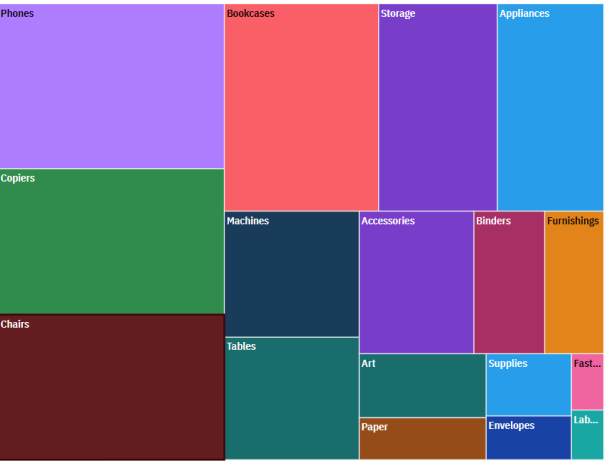 Phones
Bookcases
Storage
Appliances
Copiers
Machines
Accessories
Binders
Furnishings
Chairs
Tables
Art
Supplies
Fast...
Paper
Envelopes
Lab...